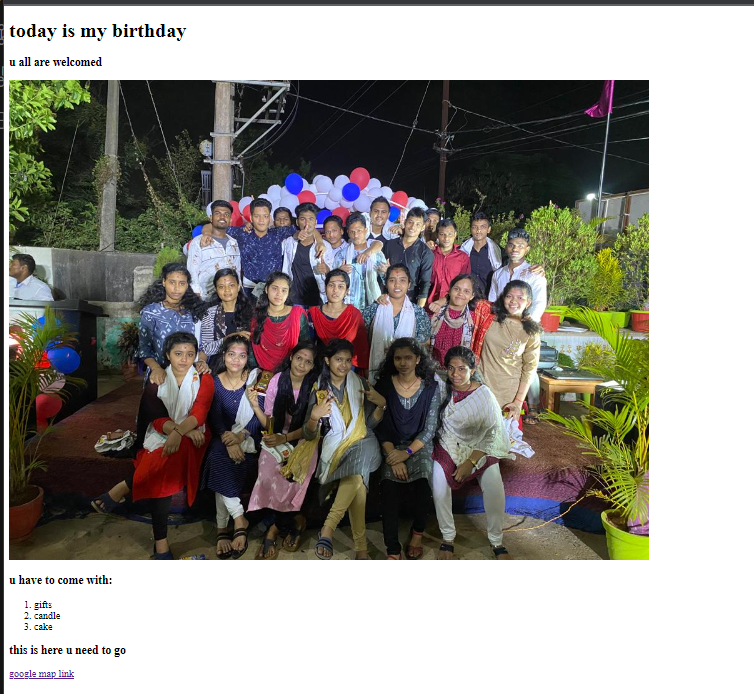 today is my birthday
u all are welcomed
u have to come with:
1. gifts
2. candle
3. cake
this is here u need to go
google map link